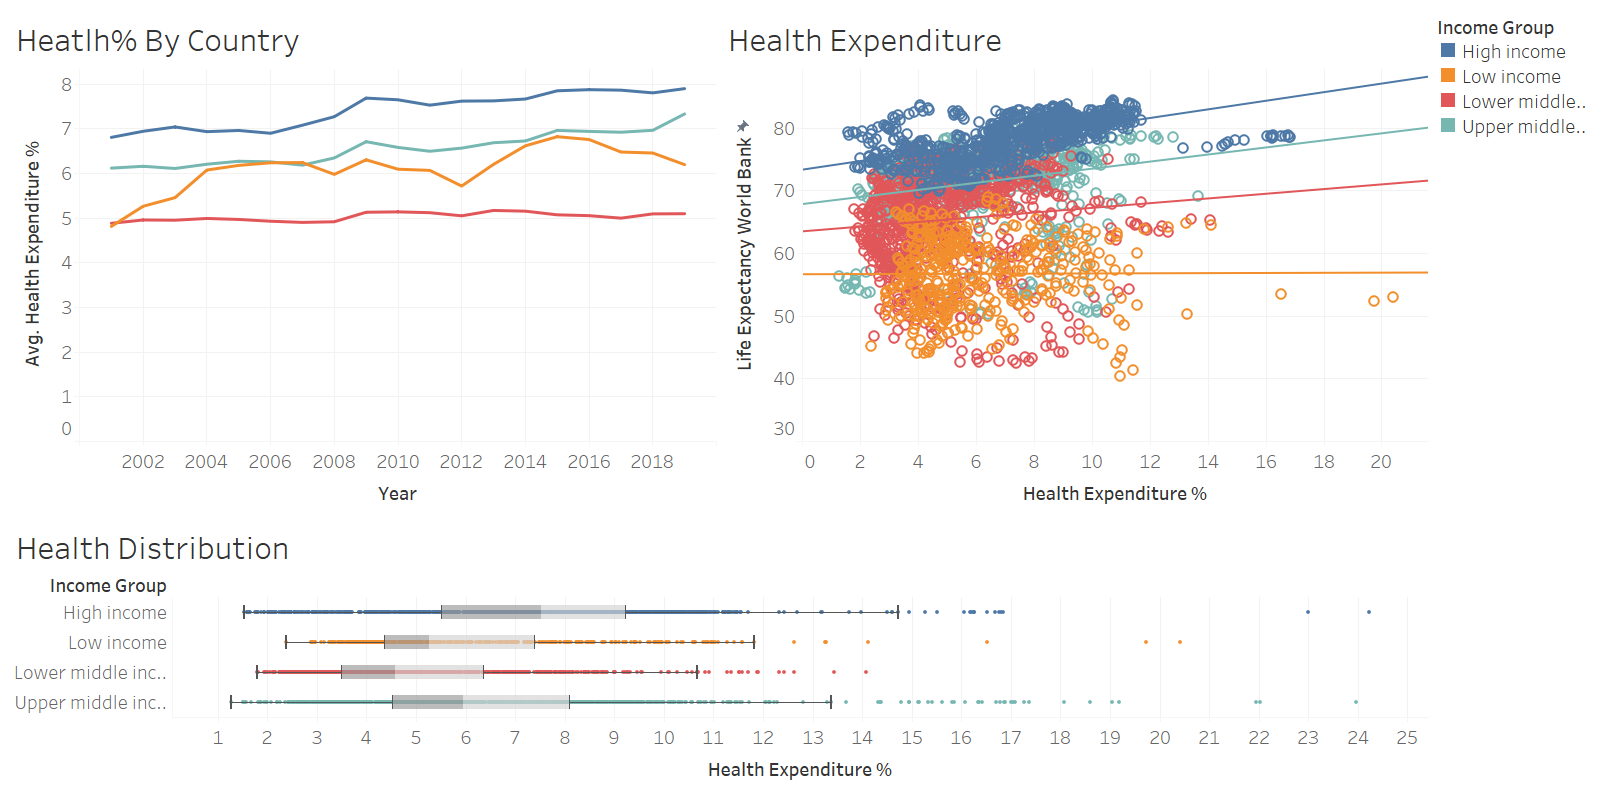 Heatlh% By Country
Avg. Health Expenditure %
8
7
6
5
4
3
2
1
0
2002 2004 2006 2008 2010 2012 2014 2016 2018
Year
Health Expenditure
Life Expectancy World Bank
80
70
60
50
40
30
0 2 4 6 8 10 12 14 16 18 20
Health Expenditure %
Income Group
High income
Low income
Lower middle..
Upper middle..
Health Distribution
Income Group
High income
Low income
Lower middle inc..
Upper middle inc..
1 2 3 4 5 6 7 8 9 10 11 12 13 14 15 16 17 18 19 20 21 22 23 24 25
Health Expenditure %